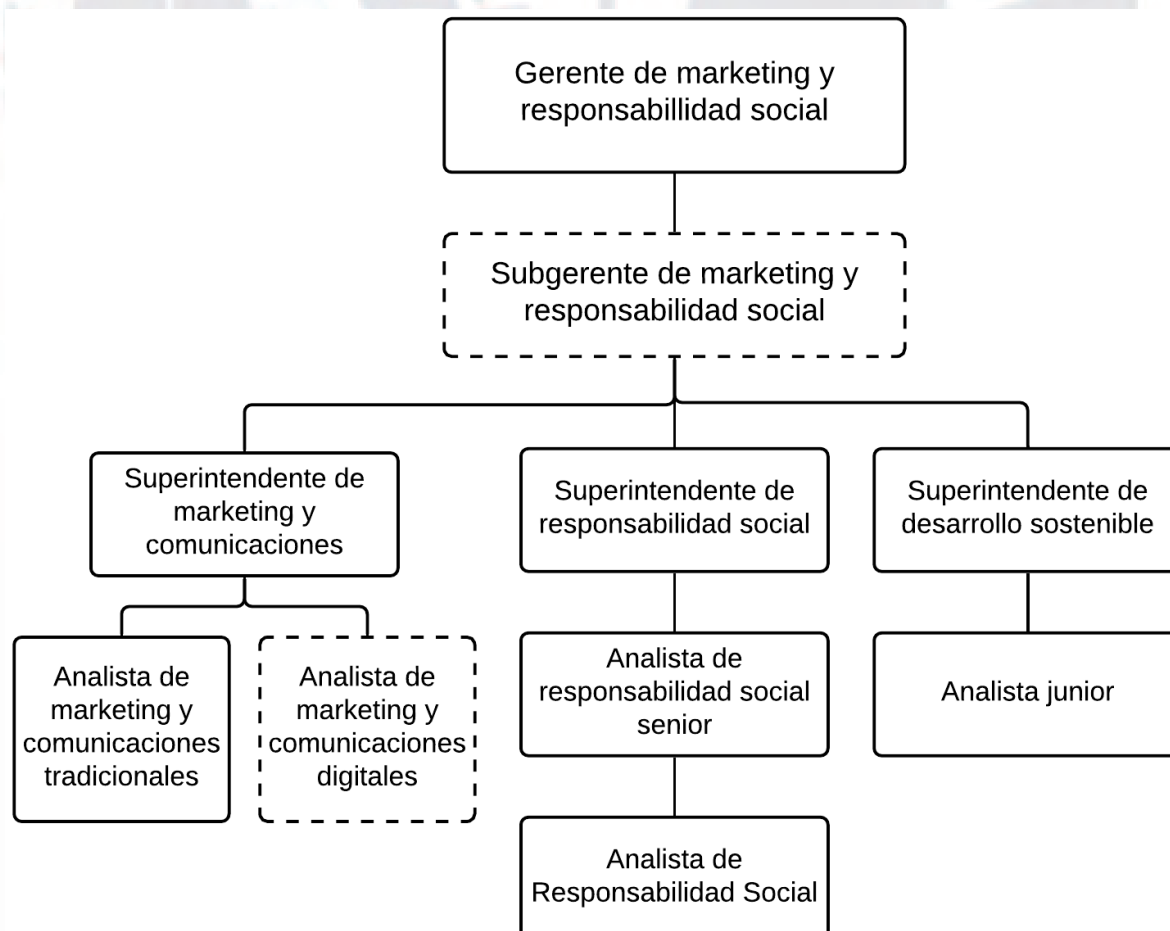 Gerente de marketing y
responsabillidad social
Subgerente de marketing y
responsabilidad social
Superintendente de
marketing y
comunicaciones
Superintendente de
responsabilidad social
Superintendente de
desarrollo sostenible
Analista de
marketing y
comunicaciones
tradicionales
Analista de
marketing y
comunicaciones
digitales
Analista de
responsabilidad social
senior
Analista junior
Analista de
Responsabilidad Social